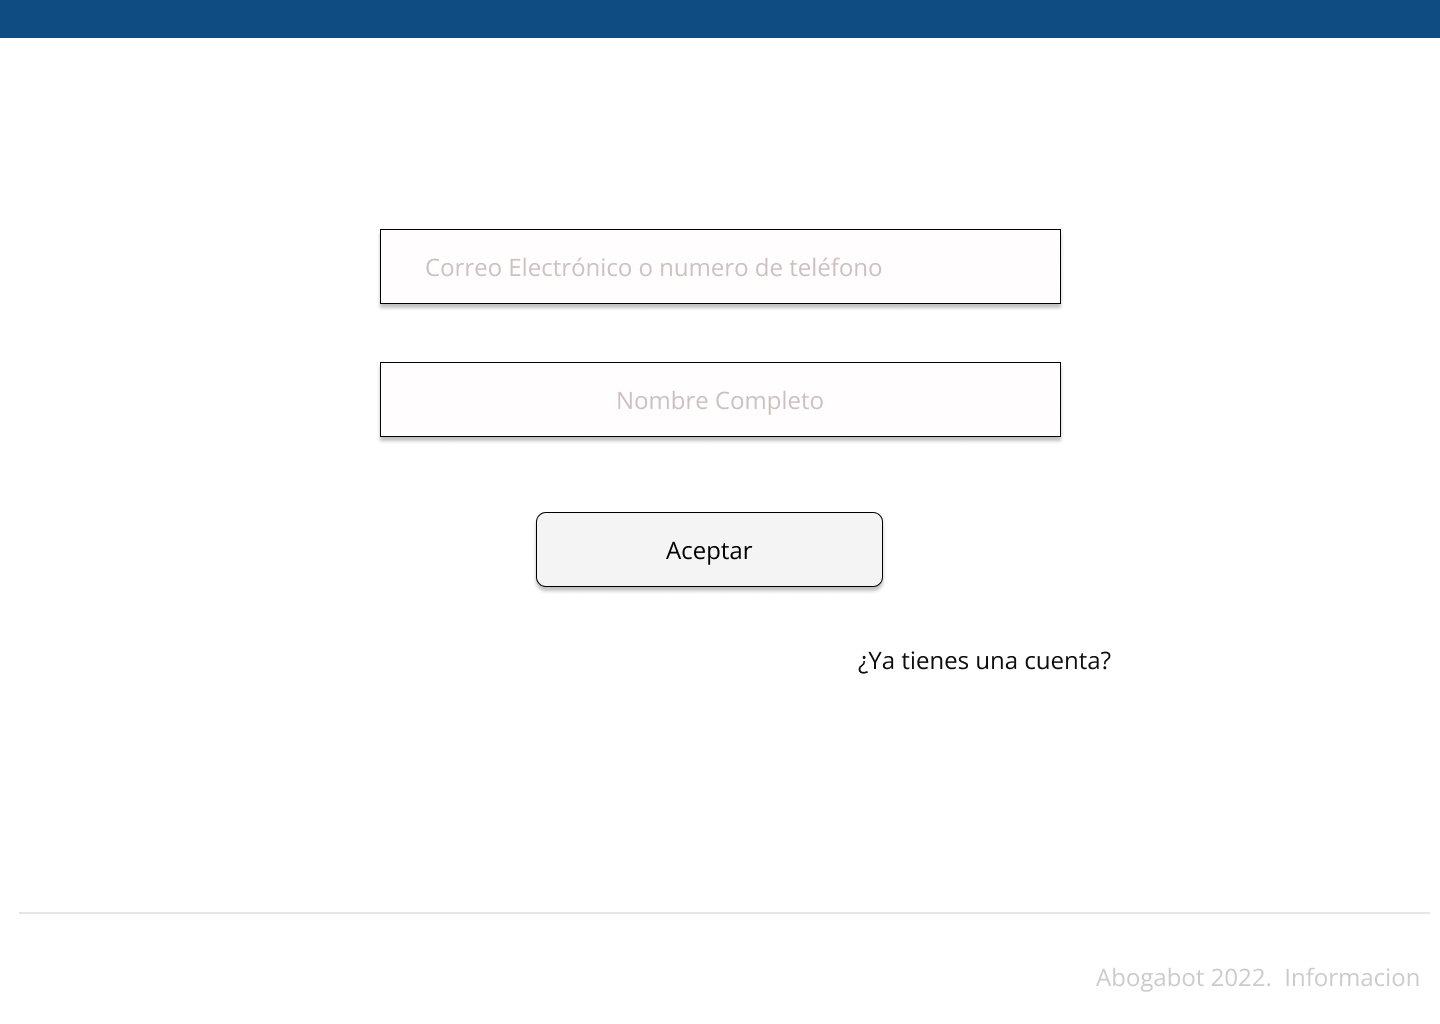 Correo Electrónico o numero de teléfono
Nombre Completo
Aceptar
¿Ya tienes una cuenta?
Abogabot 2022.  Informacion